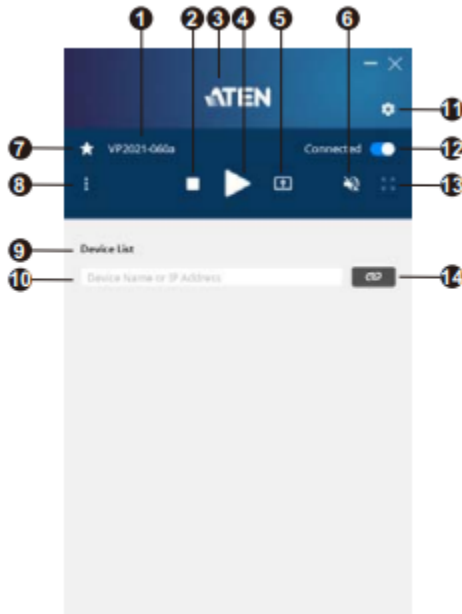 1 2 3 4 5 6
ATEN
11
7 VP2021-060a Connected 12
8 13
9 Device List
10 Device Name or IP Address 14